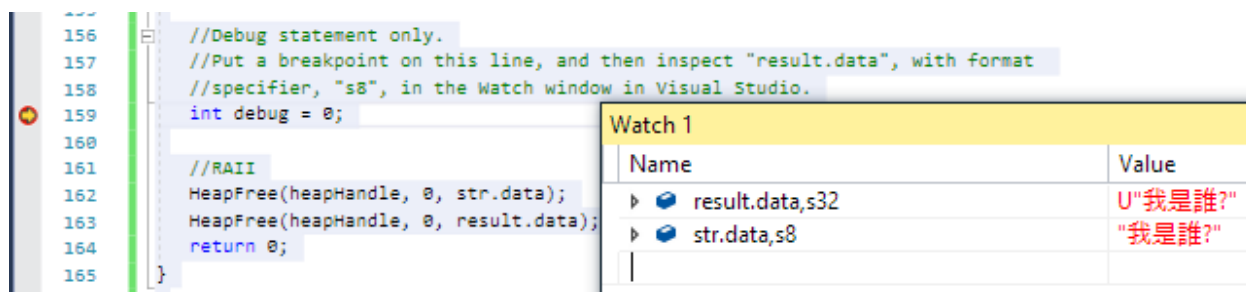 156 //Debug statement only.
157 //Put a breakpoint on this line, and then inspect "result.data", with format
158 //specifier, "s8", in the Watch window in Visual Studio.
159 int debug = 0;
160
161 //RAII
162 HeapFree(heapHandle, 0, str.data);
163 HeapFree(heapHandle, 0, result.data);
164 return 0;
165 }
Watch 1
Name Value
result.data,s32 U"我是誰?"
str.data,s8 "我是誰?"